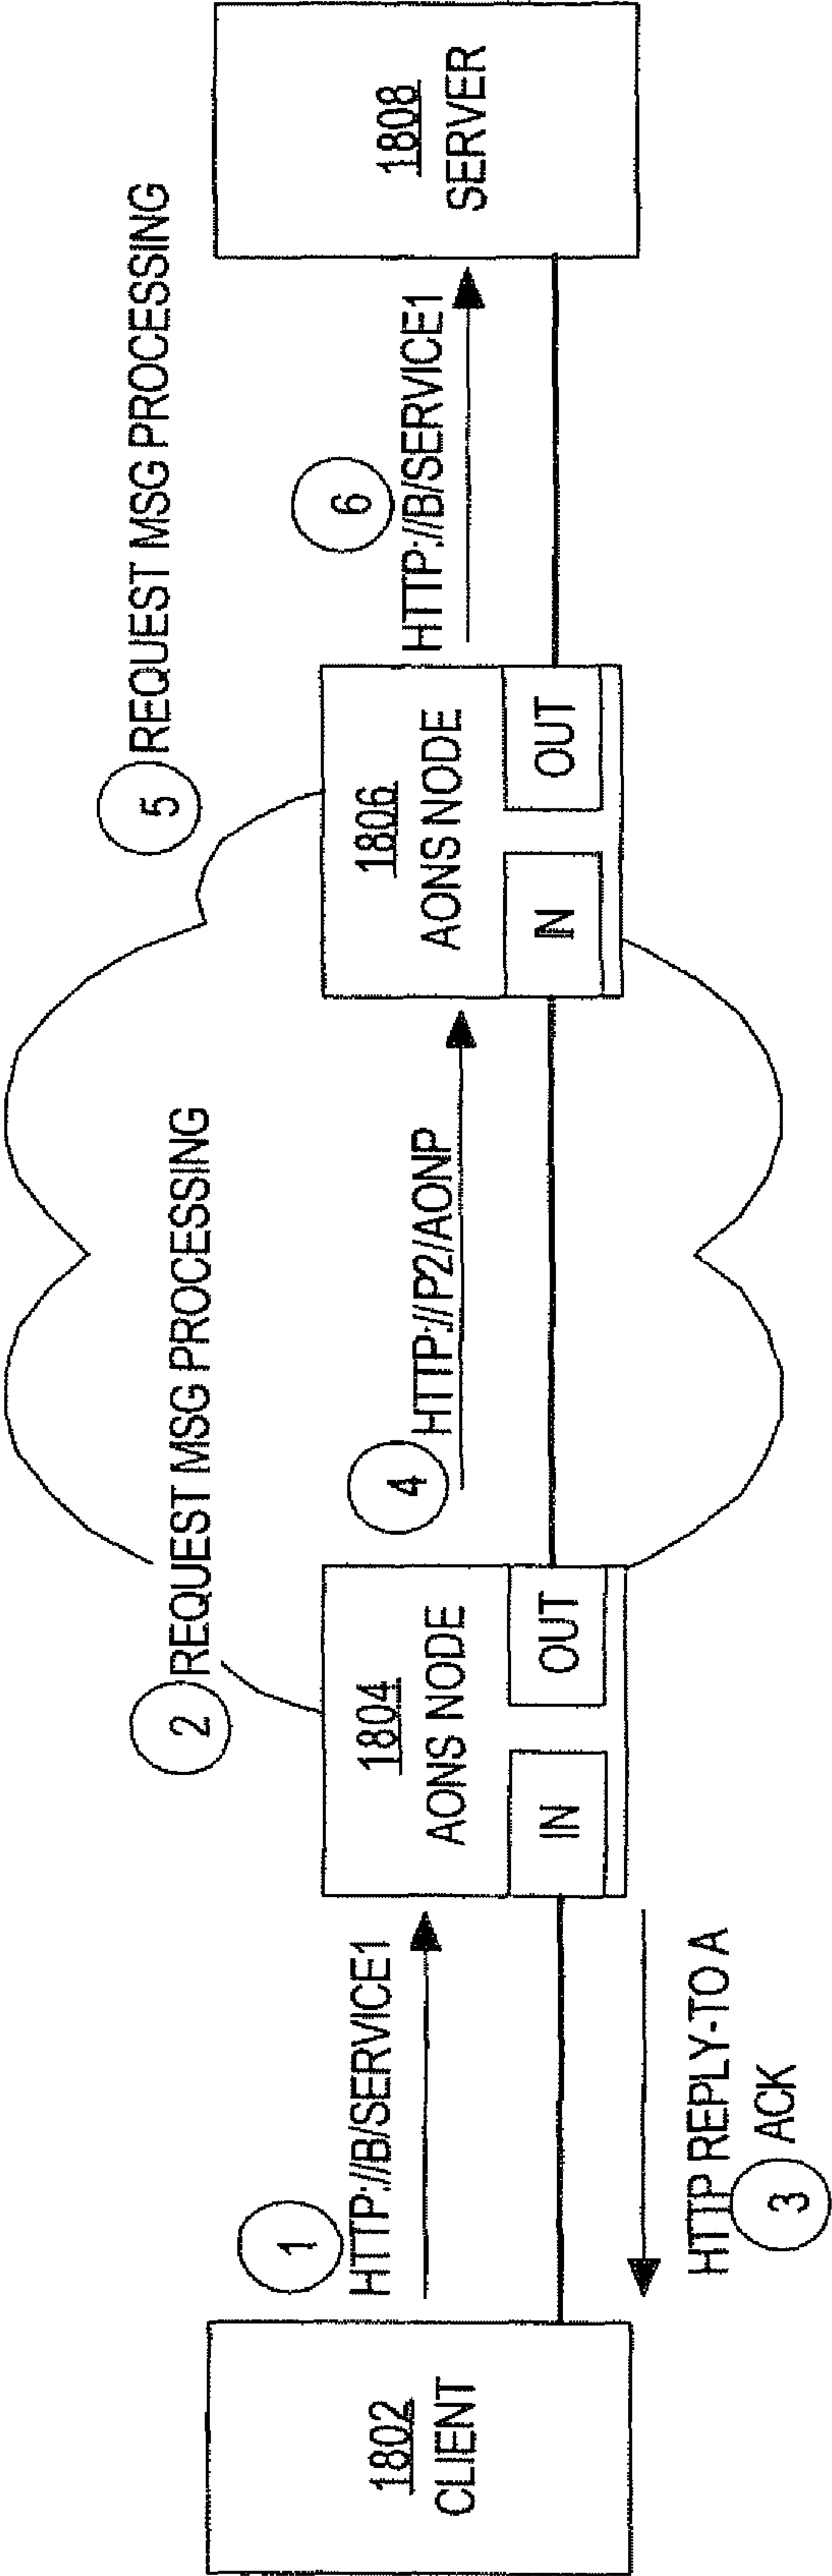 1802
CLIENT
1
HTTP://B/SERVICE1
HTTP REPLY-TO A
3 ACK
2 REQUEST MSG PROCESSING
1804
AONS NODE
IN
OUT
4
HTTP://P2/AONP
5 REQUEST MSG PROCESSING
1806
AONS NODE
IN
OUT
6
HTTP://B/SERVICE1
1808
SERVER